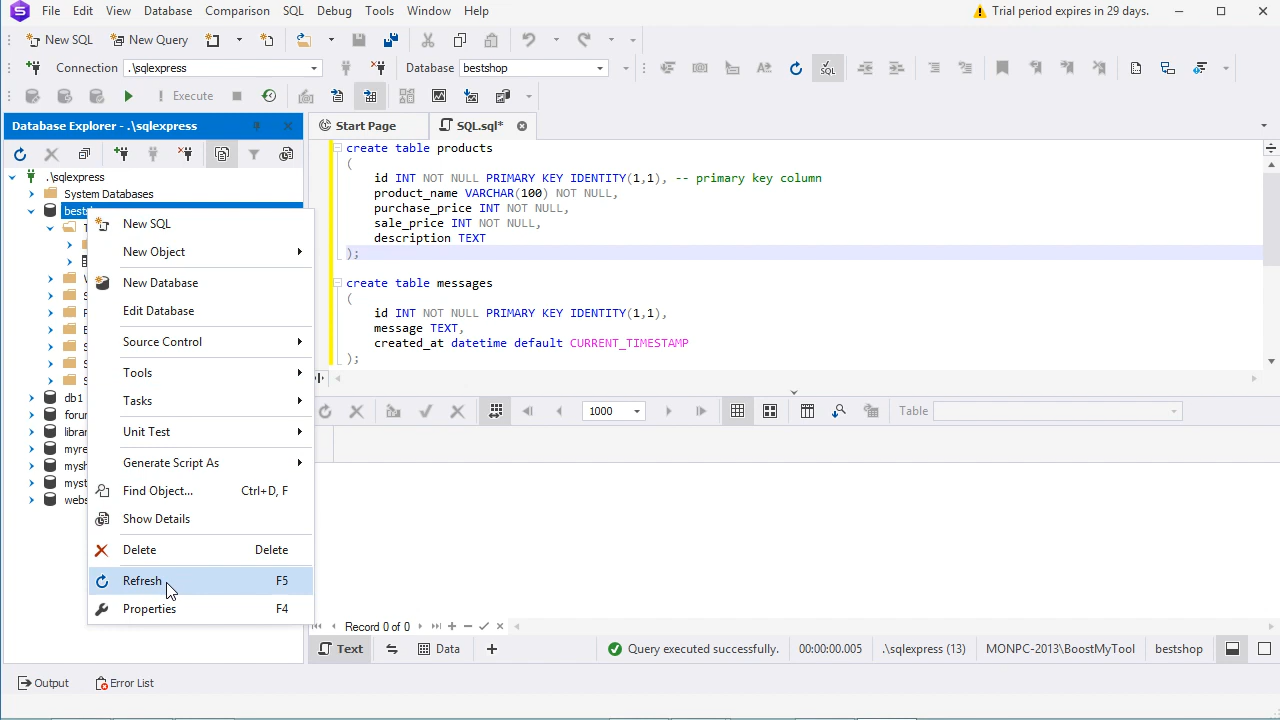 File Edit View Database Comparison SQL Debug Tools Window Help
Trial period expires in 29 days.
New SQL New Query
Connection .\sqlexpress Database bestshop
Execute
Database Explorer - .\sqlexpress
Start Page
SQL.sql*
.\sqlexpress
System Databases
db1
New SQL
New Object
New Database
Edit Database
Source Control
Tools
Tasks
Unit Test
Generate Script As
Find Object... Ctrl+D, F
Show Details
Delete Delete
Refresh F5
Properties F4
create table products
(
id INT NOT NULL PRIMARY KEY IDENTITY(1,1), -- primary key column
product_name VARCHAR(100) NOT NULL,
purchase_price INT NOT NULL,
sale_price INT NOT NULL,
description TEXT
);
create table messages
(
id INT NOT NULL PRIMARY KEY IDENTITY(1,1),
message TEXT,
created_at datetime default CURRENT_TIMESTAMP
);
1000
Table
Record 0 of 0
Text Data
Query executed successfully. 00:00:00.005 .\sqlexpress (13) MONPC-2013\BoostMyTool bestshop
Output Error List